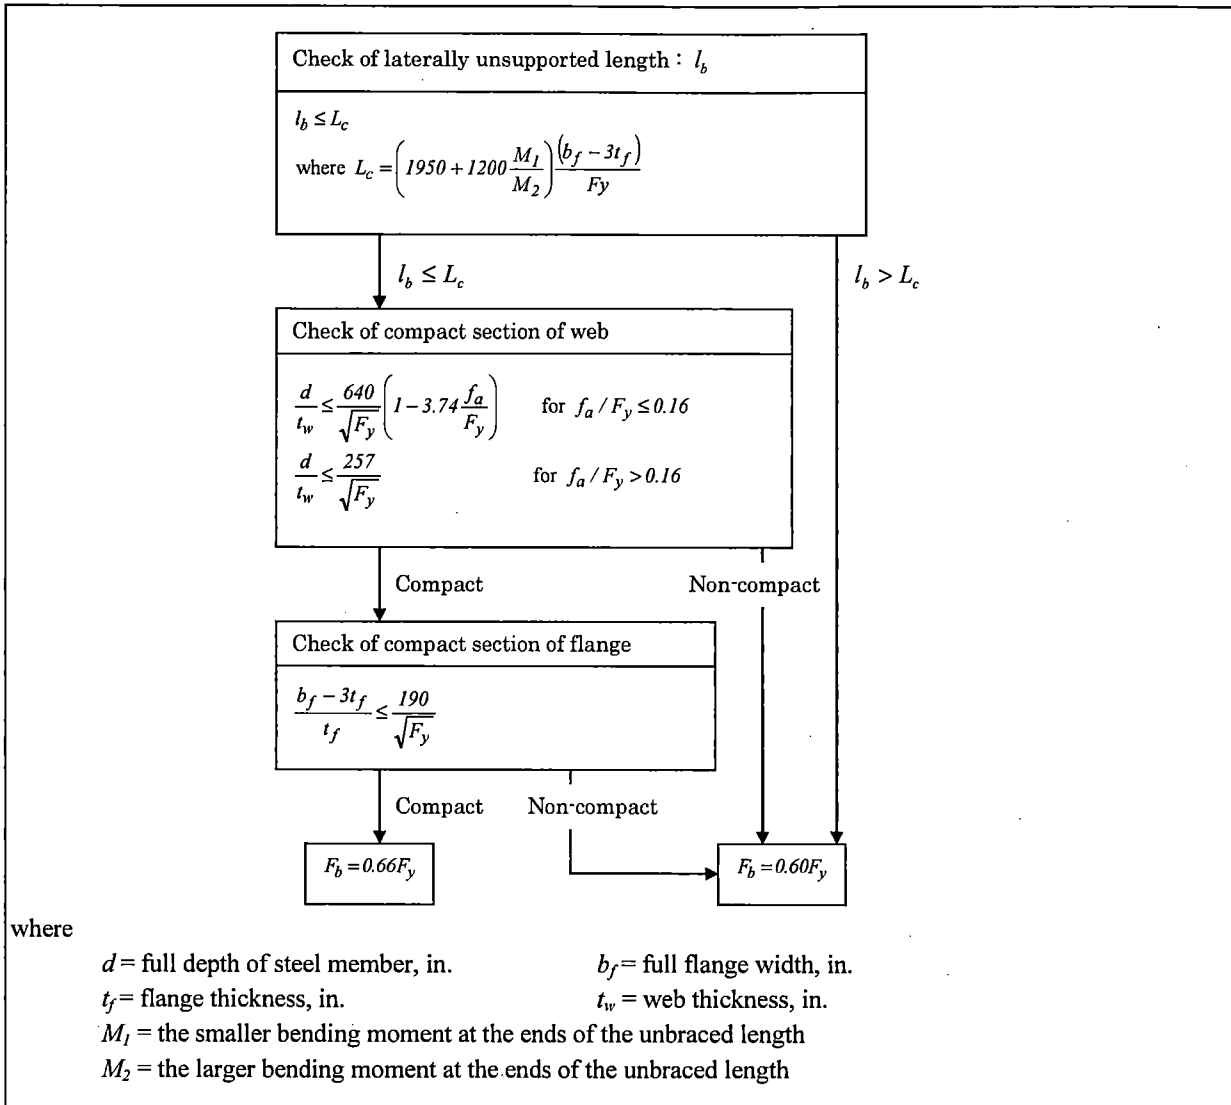 Check of laterally unsupported length : l_b
l_b ≤ L_c
where L_c = (1950 + 1200 M_1/M_2) (b_f − 3t_f)/Fy
l_b ≤ L_c
l_b > L_c
Check of compact section of web
d/t_w ≤ 640/√F_y (1 − 3.74 f_a/F_y) for f_a / F_y ≤ 0.16
d/t_w ≤ 257/√F_y for f_a / F_y > 0.16
Compact
Non-compact
Check of compact section of flange
(b_f − 3t_f)/t_f ≤ 190/√F_y
Compact
Non-compact
F_b = 0.66F_y
F_b = 0.60F_y
where
d = full depth of steel member, in.
b_f = full flange width, in.
t_f = flange thickness, in.
t_w = web thickness, in.
M_1 = the smaller bending moment at the ends of the unbraced length
M_2 = the larger bending moment at the ends of the unbraced length